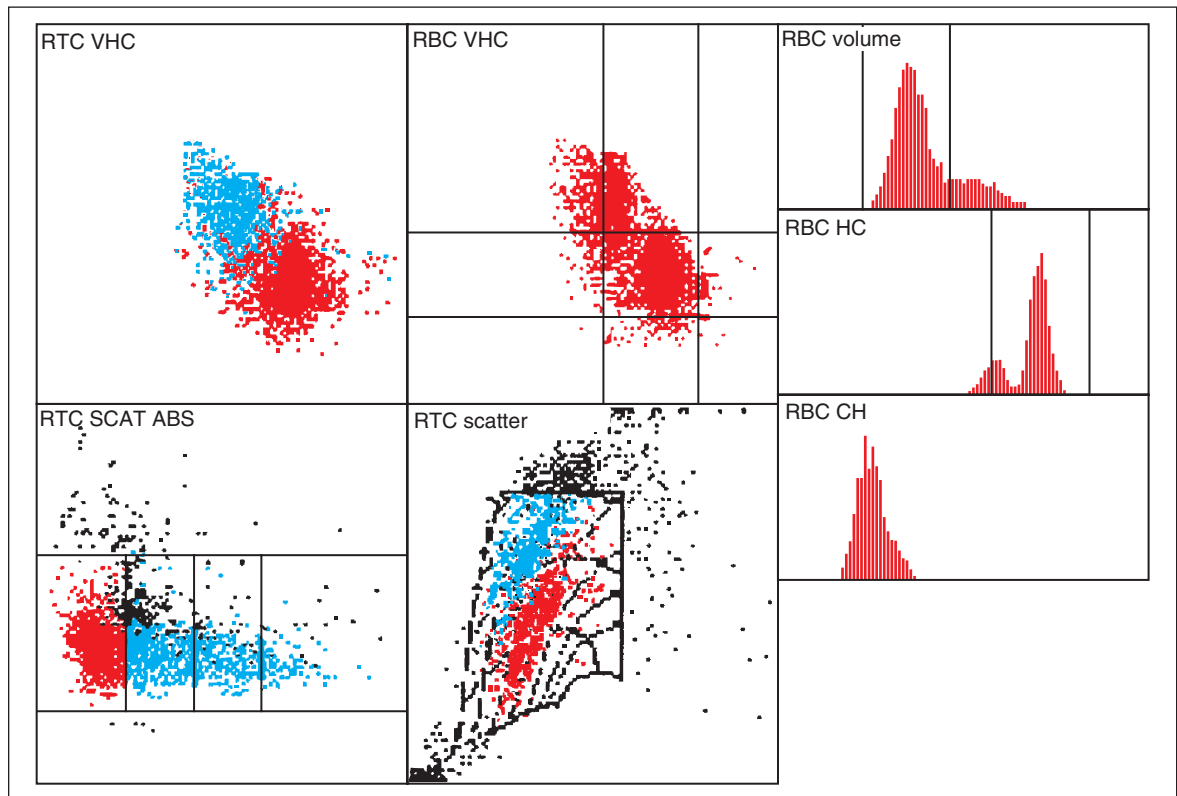 RTC VHC
RBC VHC
RBC volume
RBC HC
RTC SCAT ABS
RTC scatter
RBC CH